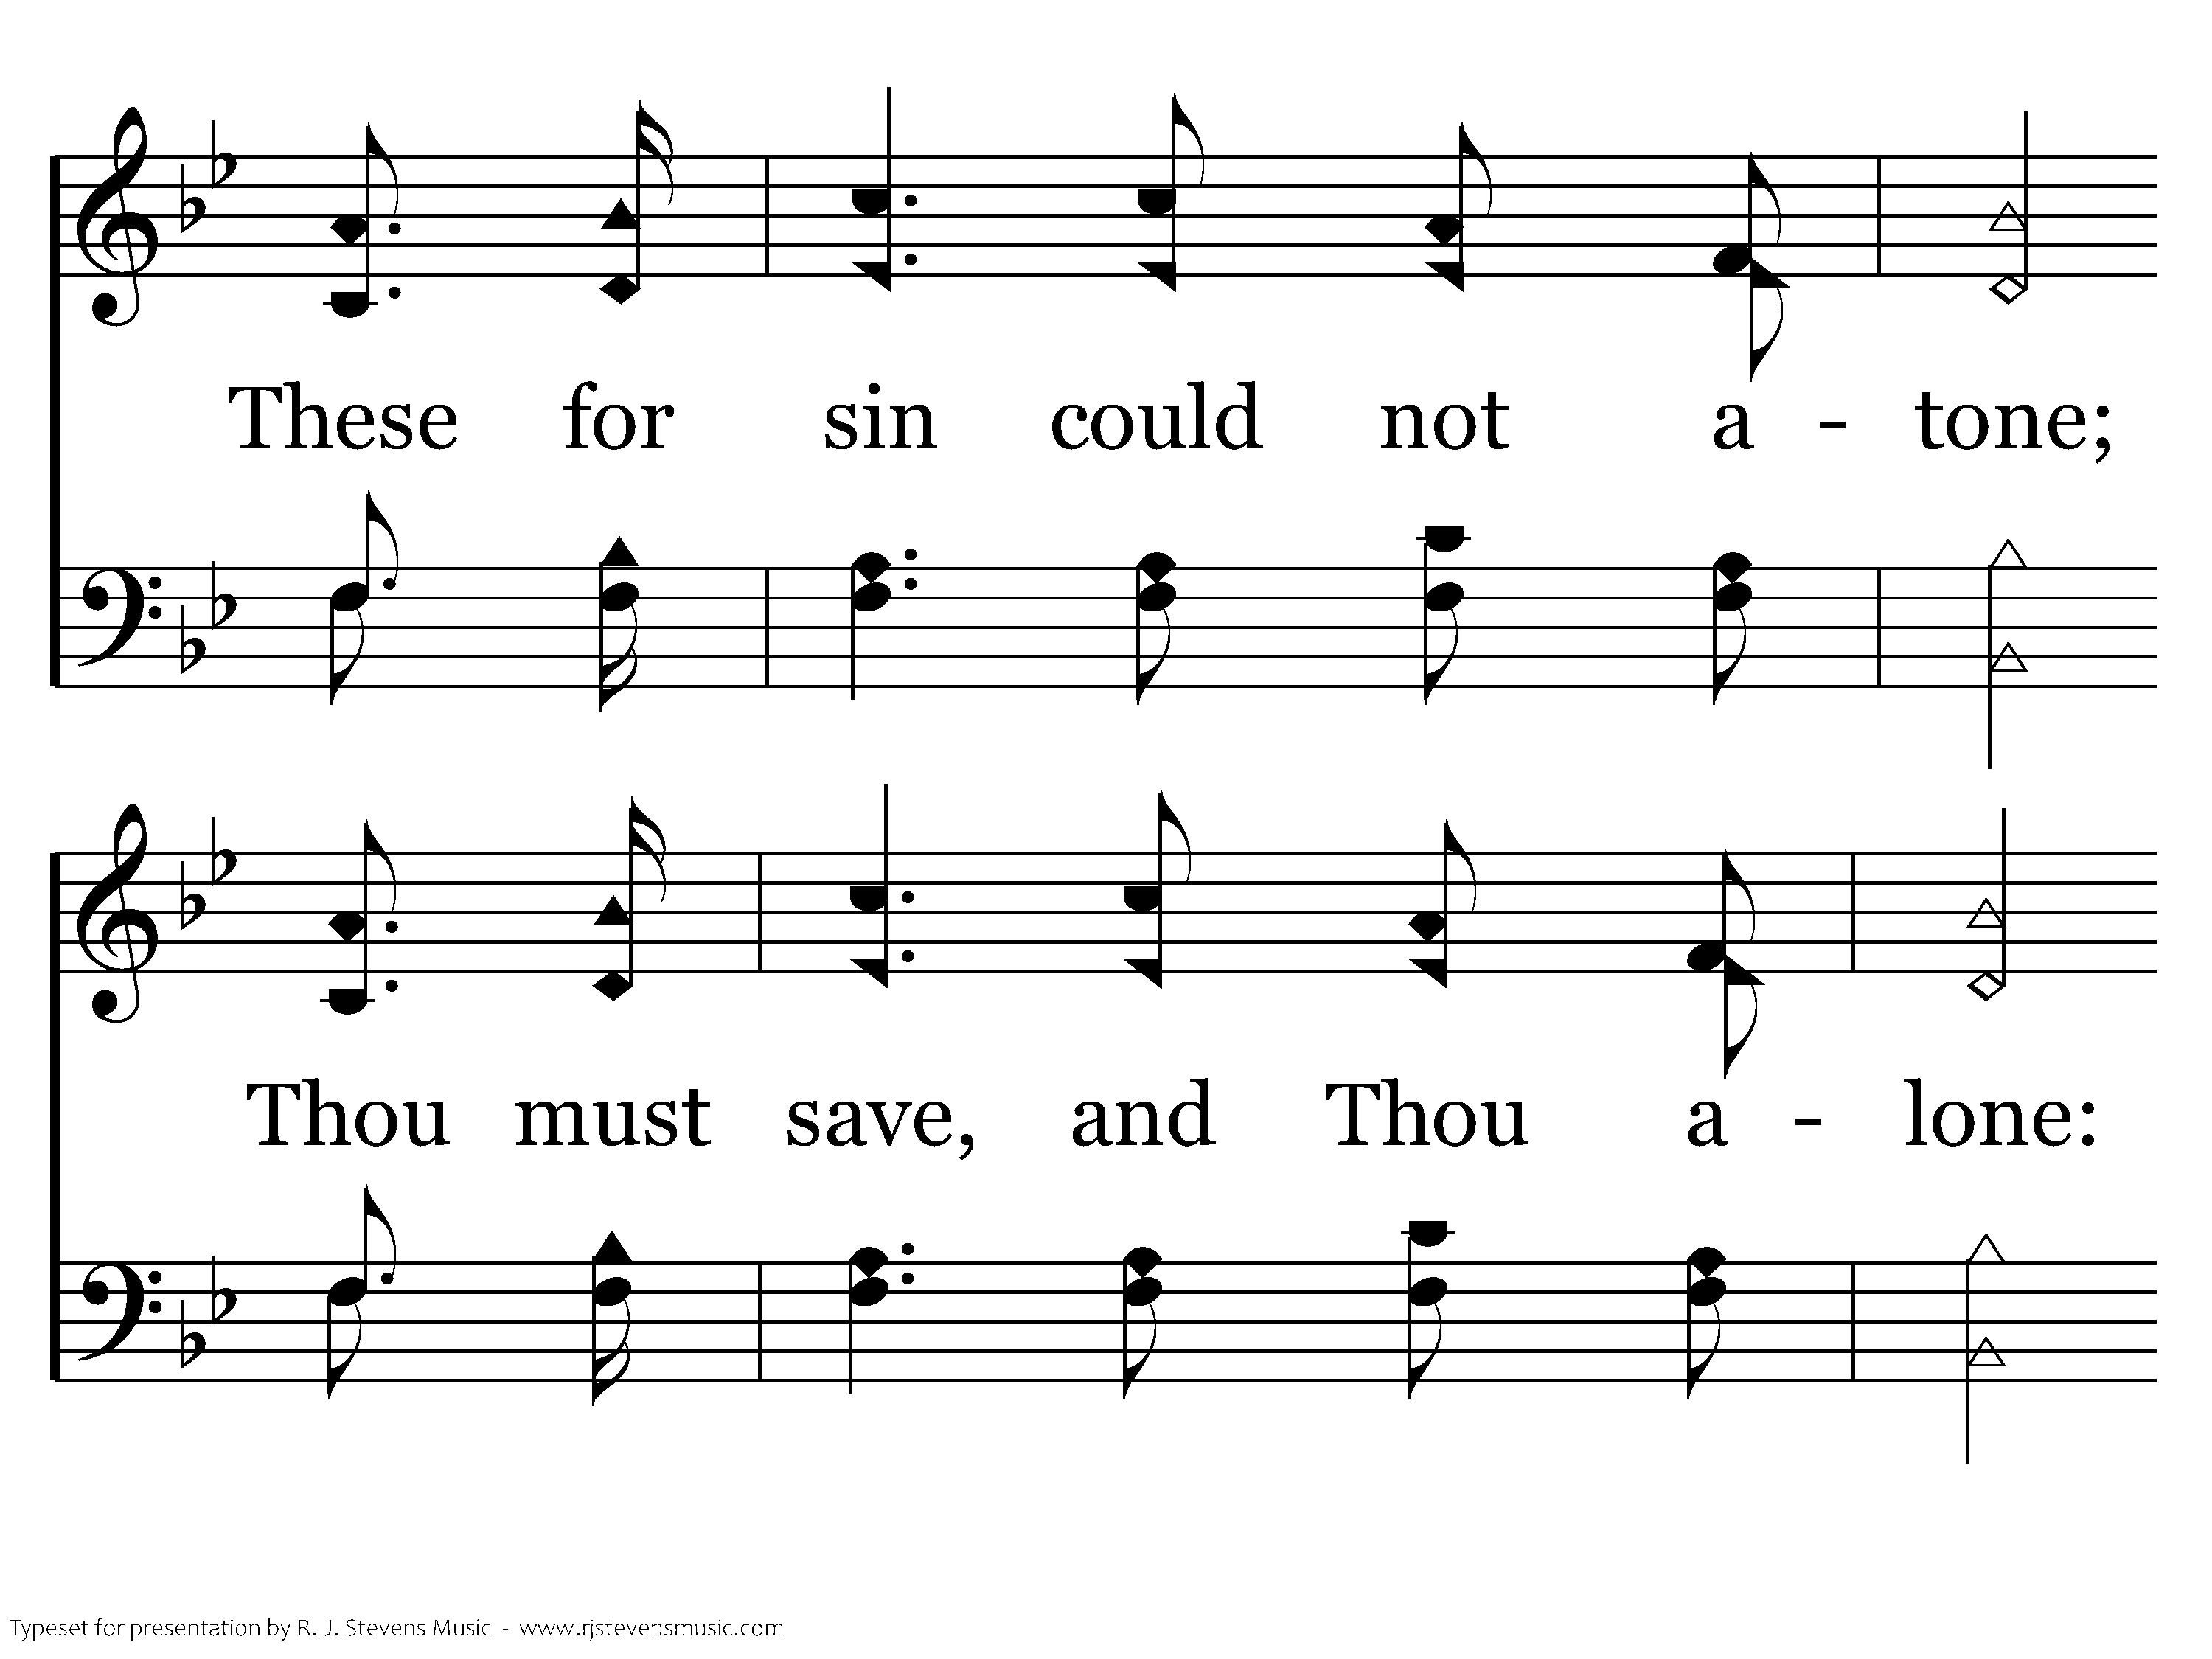 These for sin could not a - tone;
Thou must save, and Thou a - lone:
Typeset for presentation by R. J. Stevens Music - www.rjstevensmusic.com